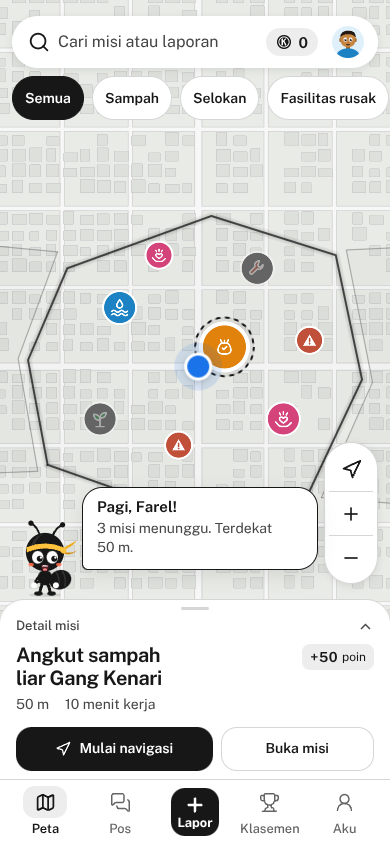 Cari misi atau laporan
0
Semua
Sampah
Selokan
Fasilitas rusak
Pagi, Farel!
3 misi menunggu. Terdekat
50 m.
Detail misi
Angkut sampah
liar Gang Kenari
+50 poin
50 m 10 menit kerja
Mulai navigasi
Buka misi
Peta
Pos
Lapor
Klasemen
Aku